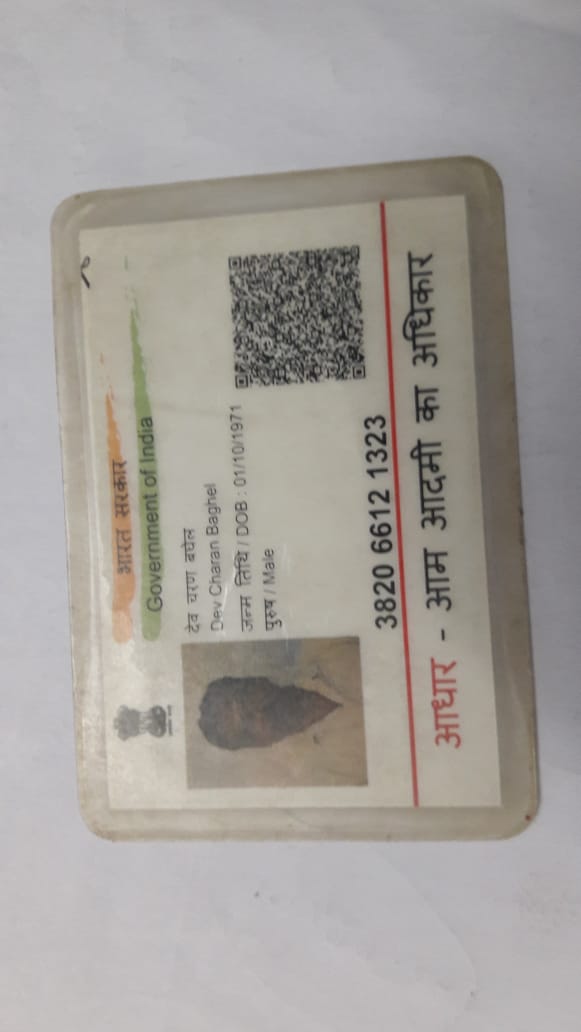 भारत सरकार
Government of India
देव चरण बघेल
Dev Charan Baghel
जन्म तिथि / DOB : 01/10/1971
पुरुष / Male
3820 6612 1323
आधार - आम आदमी का अधिकार